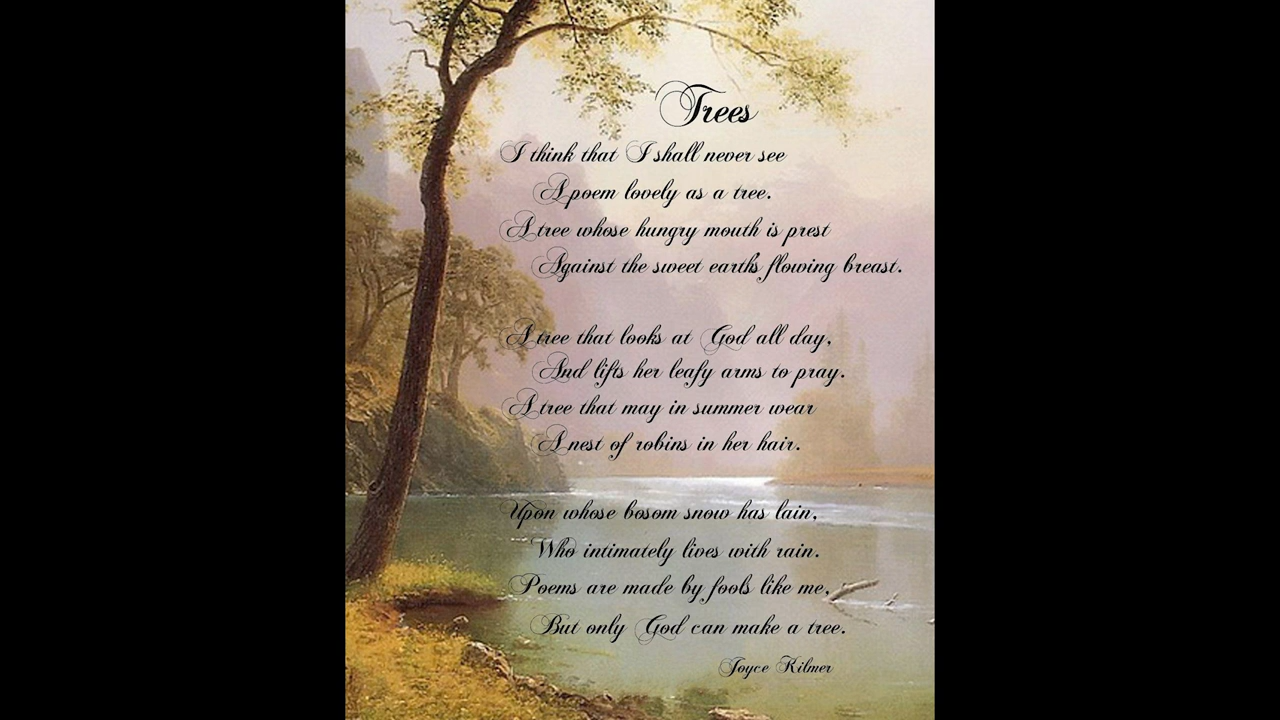 Trees
I think that I shall never see
A poem lovely as a tree.
A tree whose hungry mouth is prest
Against the sweet earth's flowing breast.
A tree that looks at God all day,
And lifts her leafy arms to pray.
A tree that may in summer wear
A nest of robins in her hair.
Upon whose bosom snow has lain,
Who intimately lives with rain.
Poems are made by fools like me,
But only God can make a tree.
Joyce Kilmer